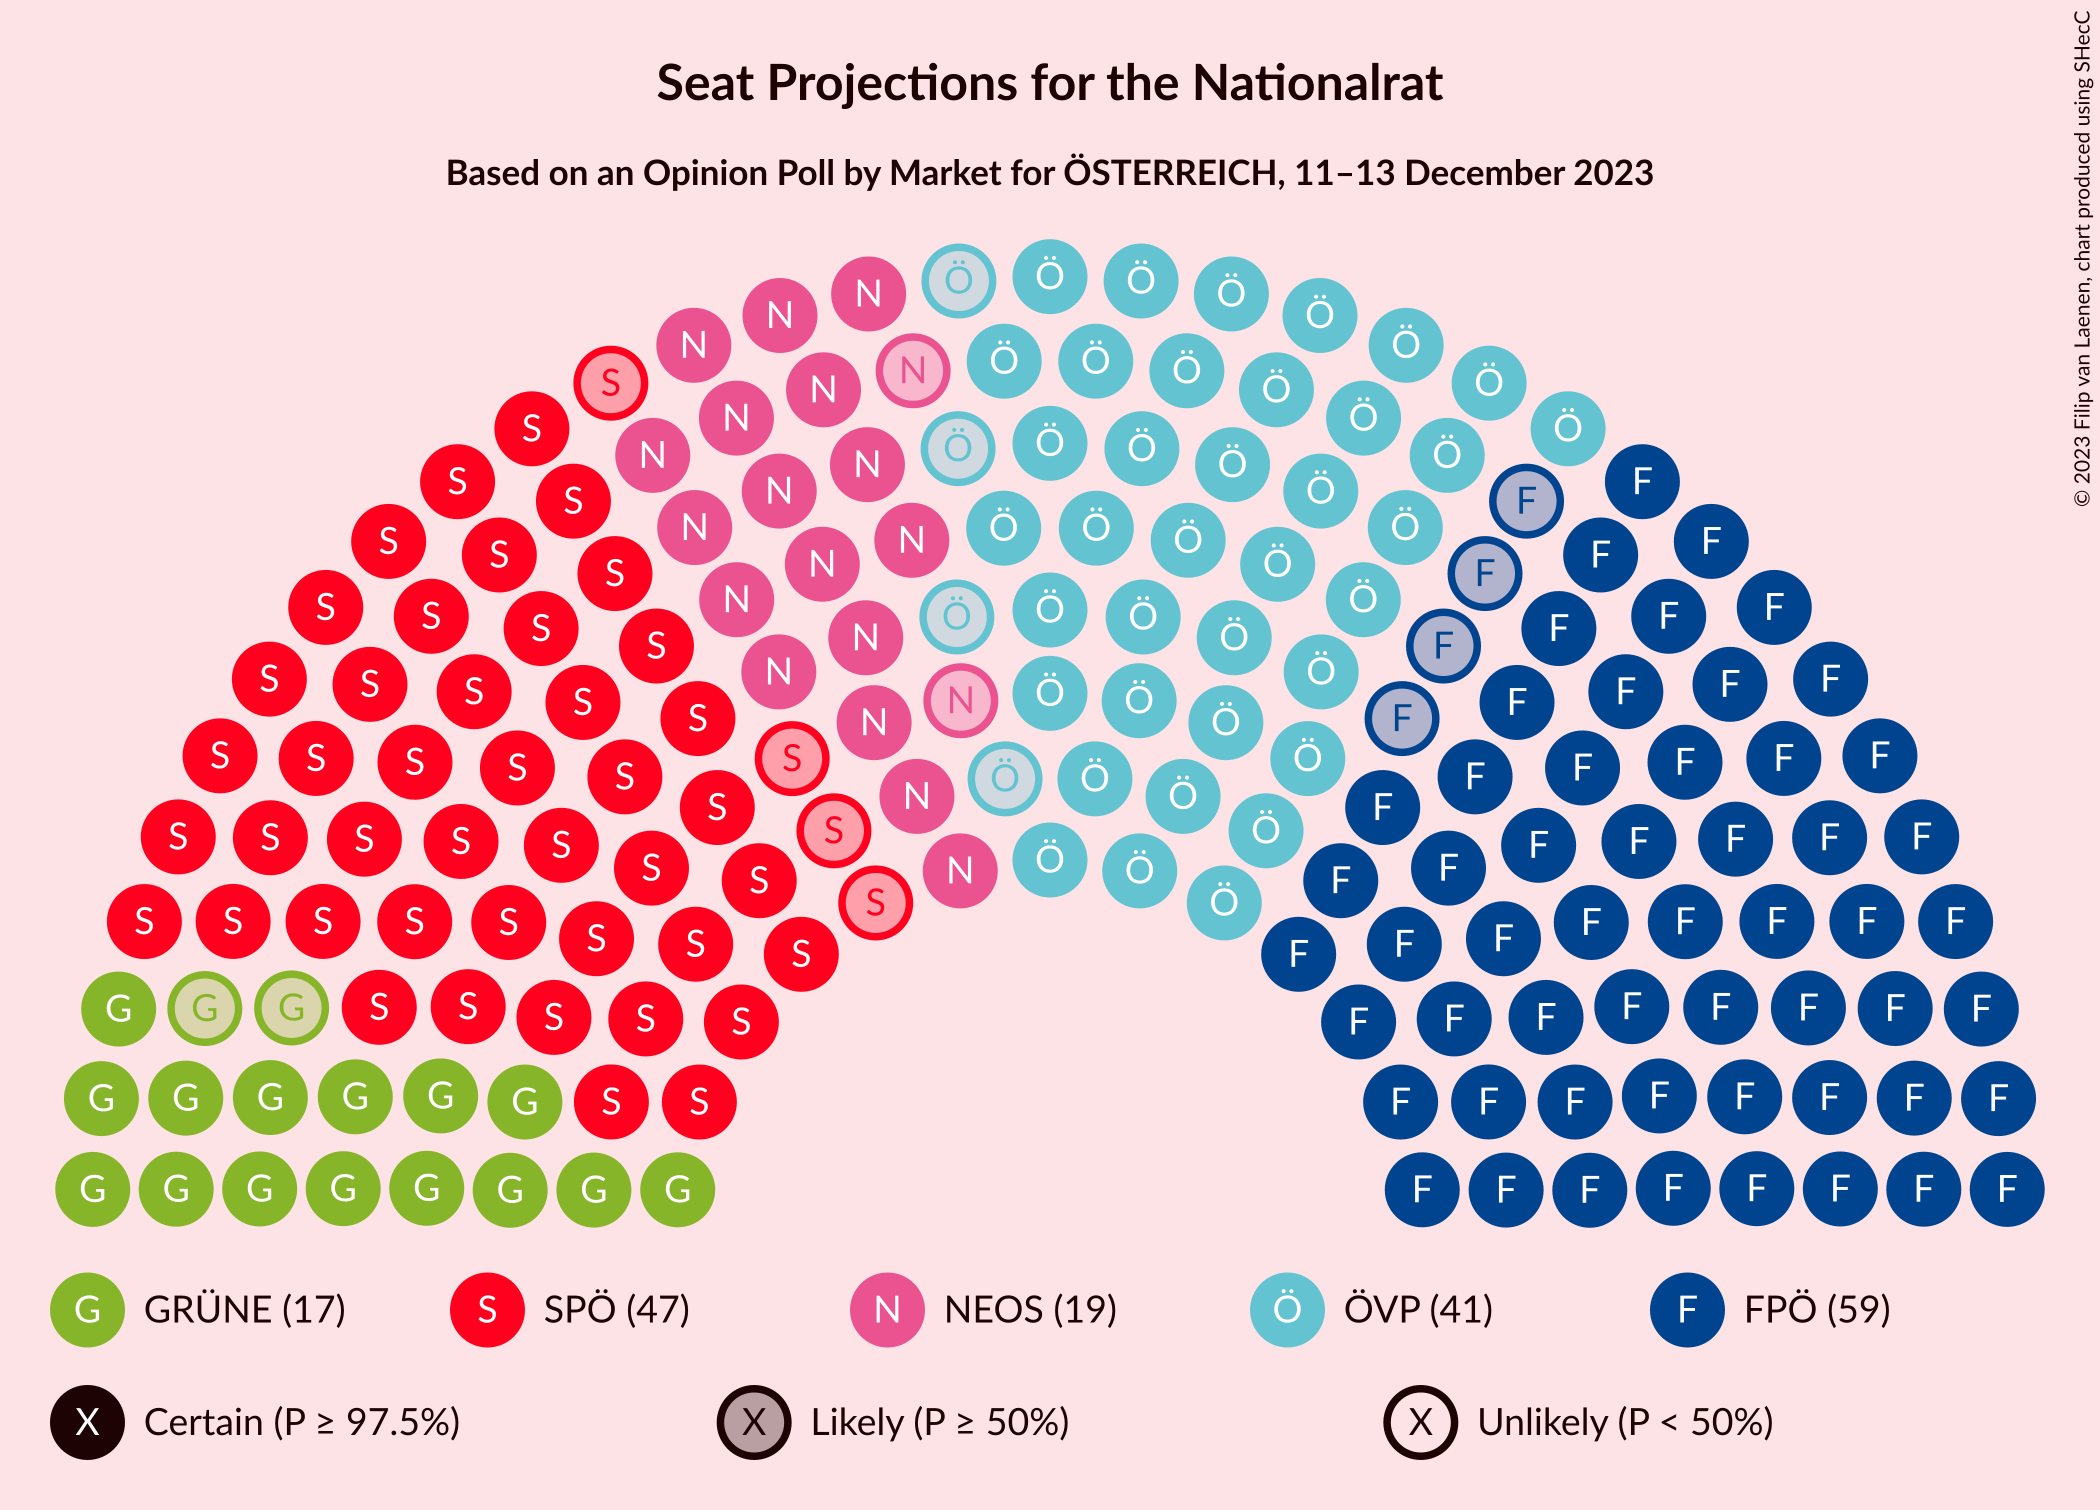 Seat Projections for the Nationalrat
Based on an Opinion Poll by Market for ÖSTERREICH, 11–13 December 2023
© 2023 Filip van Laenen, chart produced using SHecC
N N N Ö Ö Ö Ö Ö Ö Ö Ö
S S N N N Ö Ö Ö Ö Ö Ö F F
S S S N N N Ö Ö Ö Ö Ö Ö F F F
S S S S N N N Ö Ö Ö Ö Ö F F F F
S S S S S N N Ö Ö Ö Ö Ö F F F F F
S S S S S S N N Ö Ö Ö Ö F F F F F
S S S S S S S N Ö Ö Ö Ö F F F F F F
S S S S S S S S N Ö Ö Ö F F F F F F F
G G G S S S S S F F F F F F F F
G G G G G G S S F F F F F F F F
G G G G G G G G F F F F F F F F
G GRÜNE (17)
S SPÖ (47)
N NEOS (19)
Ö ÖVP (41)
F FPÖ (59)
X Certain (P ≥ 97.5%)
X Likely (P ≥ 50%)
X Unlikely (P < 50%)